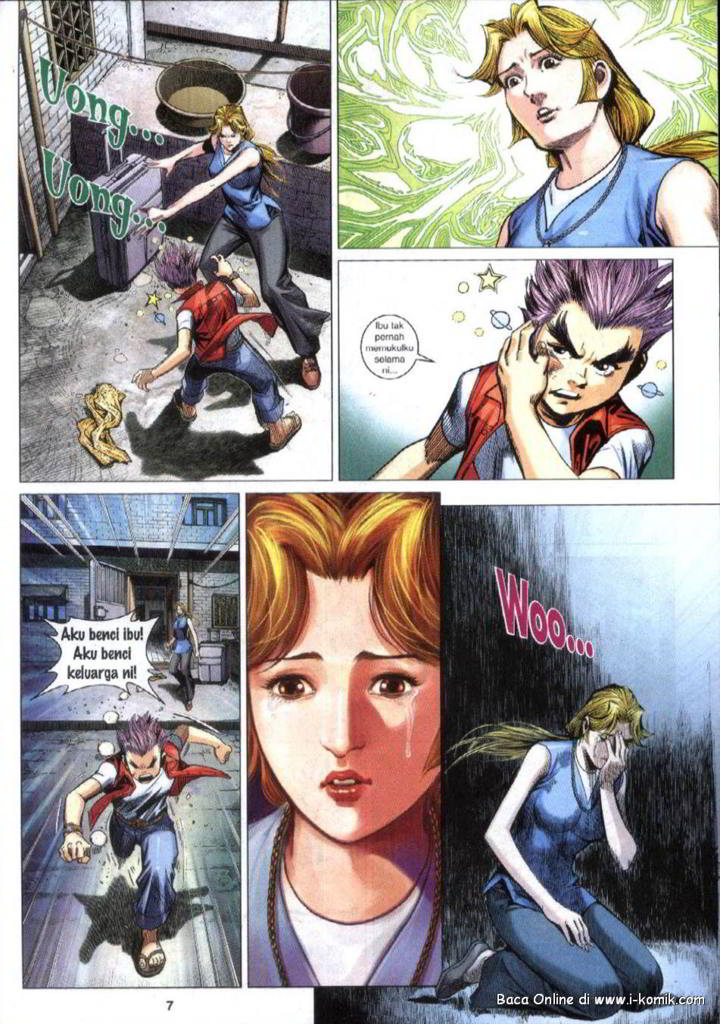 Uong...
Uong...
Ibu tak
pernah
memukulku
selama
ni...
Aku benci ibu!
Aku benci
keluarga ni!
Woo...
7
Baca Online di www.i-komik.com